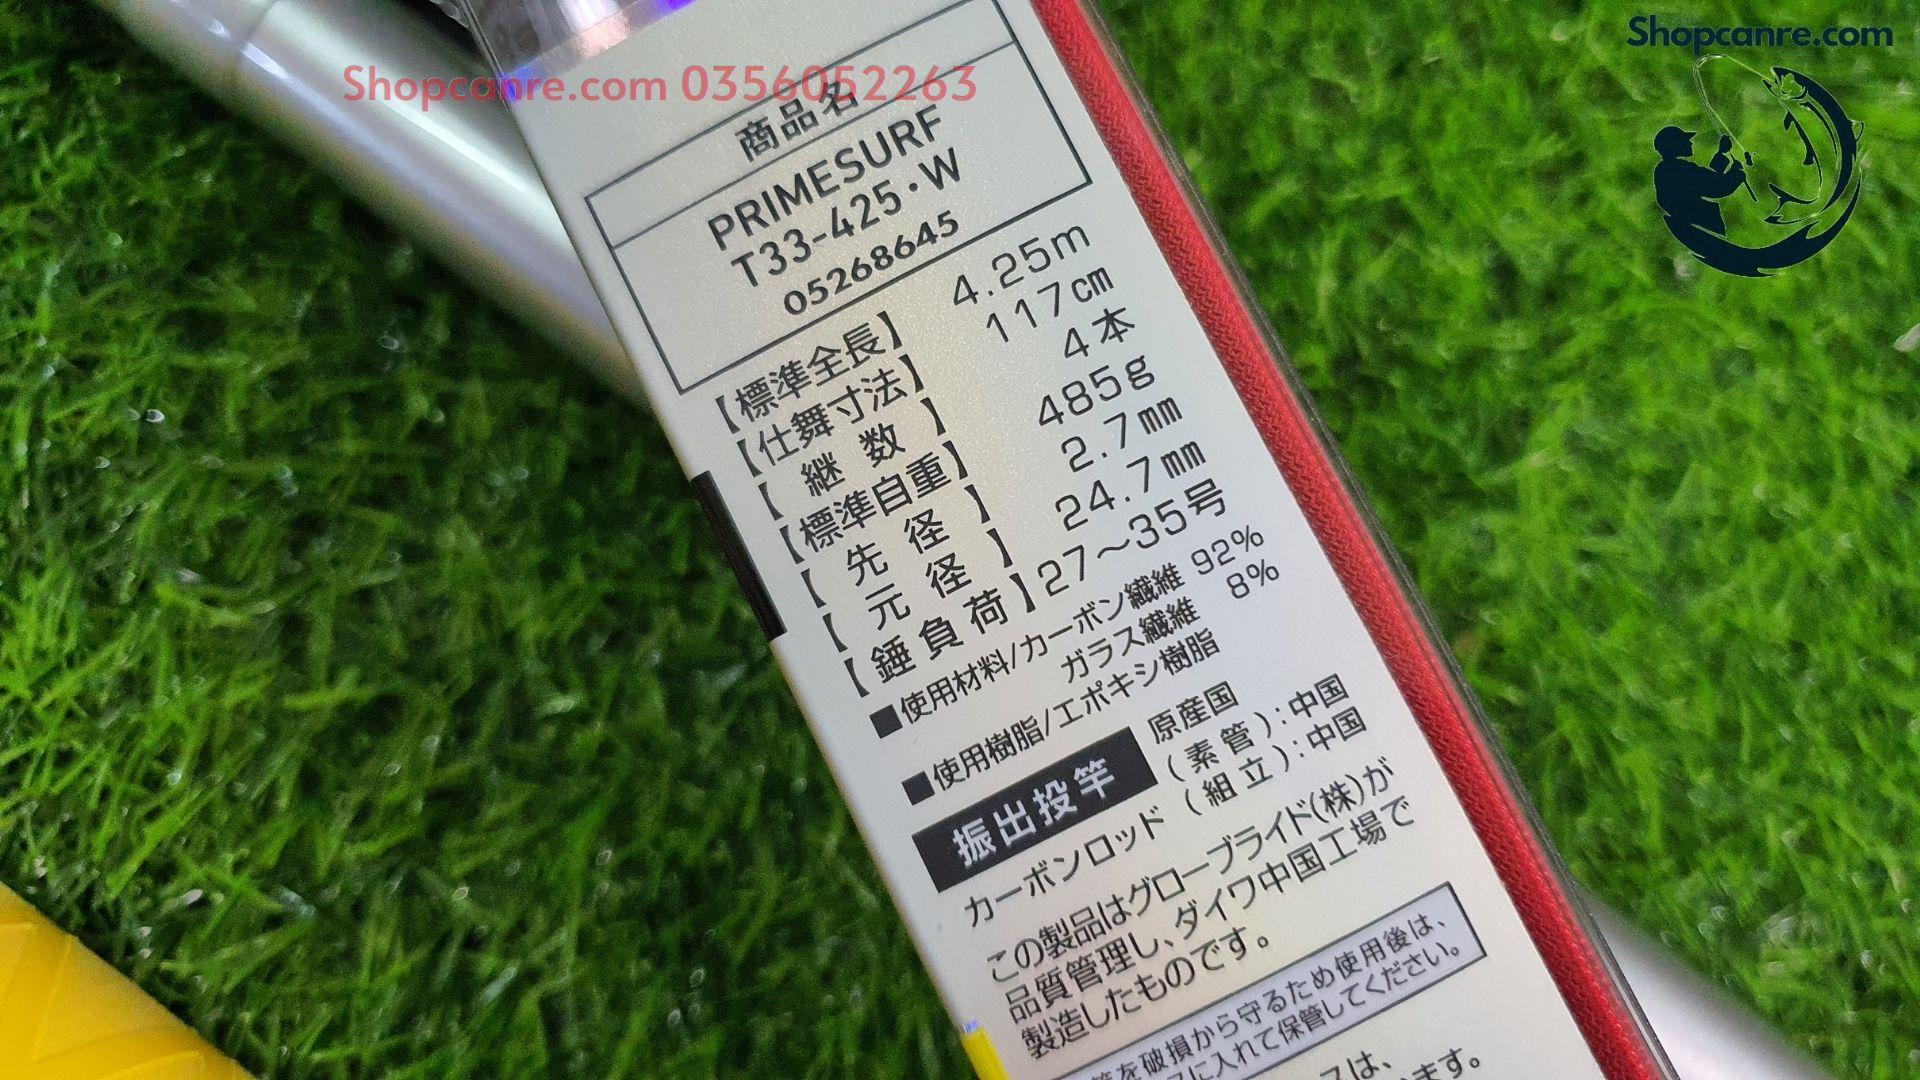 Shopcanre.com
Shopcanre.com 0356052263
商品名
PRIMESURF
T33-425・W
05268645
【標準全長】 4.25m
【仕舞寸法】 117cm
【継数】 4本
【標準自重】 485g
【先径】 2.7mm
【元径】 24.7mm
【錘負荷】 27〜35号
■使用材料/カーボン繊維 92%
ガラス繊維 8%
■使用樹脂/エポキシ樹脂
振出投竿 原産国
(素管):中国
カーボンロッド (組立):中国
この製品はグローブライド(株)が
品質管理し、ダイワ中国工場で
製造したものです。
を破損から守るため使用後は、
に入れて保管してください。
スは、
ます。